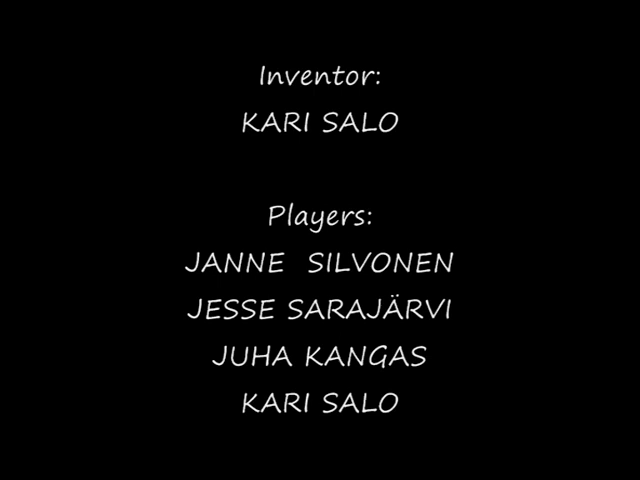 Inventor:
KARI SALO
Players:
JANNE SILVONEN
JESSE SARAJÄRVI
JUHA KANGAS
KARI SALO